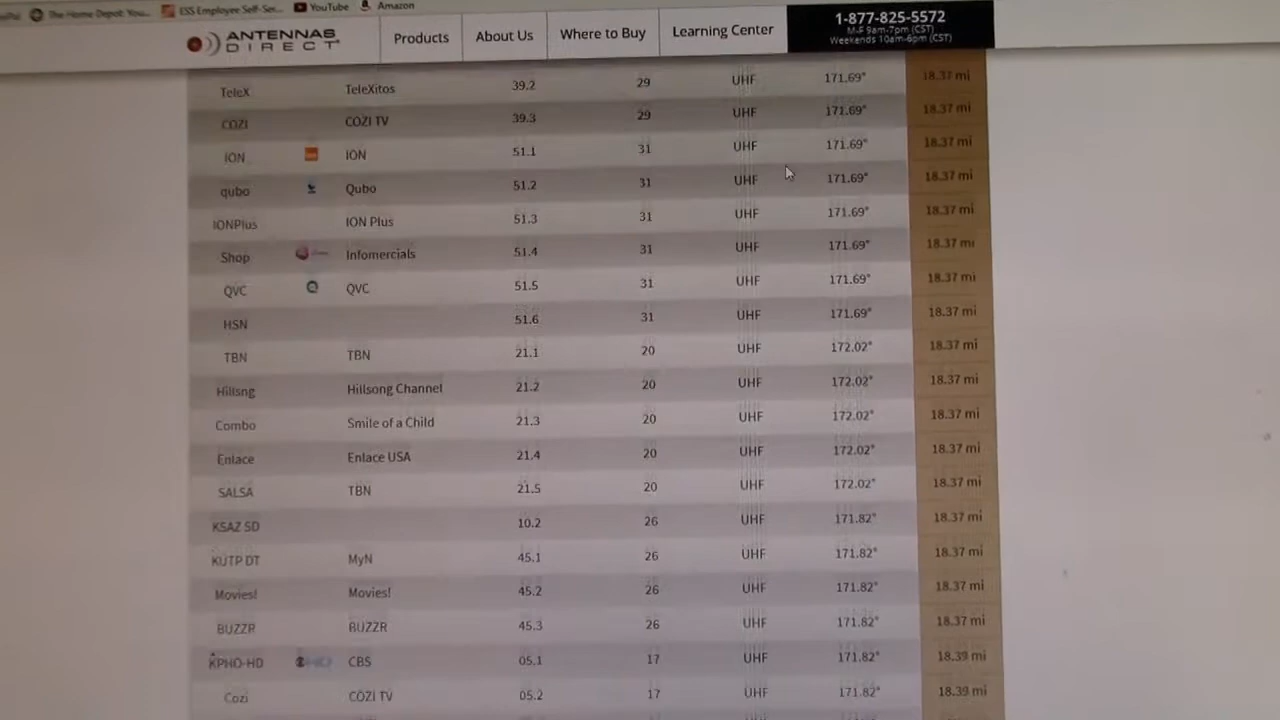 The Home Depot: You... ESS Employee Self-Ser... YouTube Amazon
ANTENNAS DIRECT Products About Us Where to Buy Learning Center 1-877-825-5572
M-F 9am-7pm (CST)
Weekends 10am-6pm (CST)
TeleX TeleXitos 39.2 29 UHF 171.69° 18.37 mi
COZI COZI TV 39.3 29 UHF 171.69° 18.37 mi
ION ION 51.1 31 UHF 171.69° 18.37 mi
qubo Qubo 51.2 31 UHF 171.69° 18.37 mi
IONPlus ION Plus 51.3 31 UHF 171.69° 18.37 mi
Shop Infomercials 51.4 31 UHF 171.69° 18.37 mi
QVC QVC 51.5 31 UHF 171.69° 18.37 mi
HSN 51.6 31 UHF 171.69° 18.37 mi
TBN TBN 21.1 20 UHF 172.02° 18.37 mi
Hillsng Hillsong Channel 21.2 20 UHF 172.02° 18.37 mi
Combo Smile of a Child 21.3 20 UHF 172.02° 18.37 mi
Enlace Enlace USA 21.4 20 UHF 172.02° 18.37 mi
SALSA TBN 21.5 20 UHF 172.02° 18.37 mi
KSAZ SD 10.2 26 UHF 171.82° 18.37 mi
KUTP DT MyN 45.1 26 UHF 171.82° 18.37 mi
Movies! Movies! 45.2 26 UHF 171.82° 18.37 mi
BUZZR BUZZR 45.3 26 UHF 171.82° 18.37 mi
KPHO-HD CBS 05.1 17 UHF 171.82° 18.39 mi
Cozi COZI TV 05.2 17 UHF 171.82° 18.39 mi